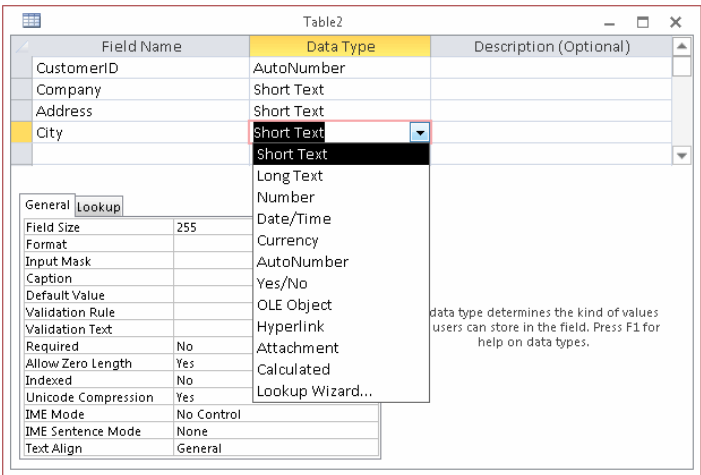 Table2
Field Name Data Type Description (Optional)
CustomerID AutoNumber
Company Short Text
Address Short Text
City Short Text
Short Text
Long Text
Number
Date/Time
Currency
AutoNumber
Yes/No
OLE Object
Hyperlink
Attachment
Calculated
Lookup Wizard...
General Lookup
Field Size 255
Format
Input Mask
Caption
Default Value
Validation Rule
Validation Text
Required No
Allow Zero Length Yes
Indexed No
Unicode Compression Yes
IME Mode No Control
IME Sentence Mode None
Text Align General
data type determines the kind of values
users can store in the field. Press F1 for
help on data types.